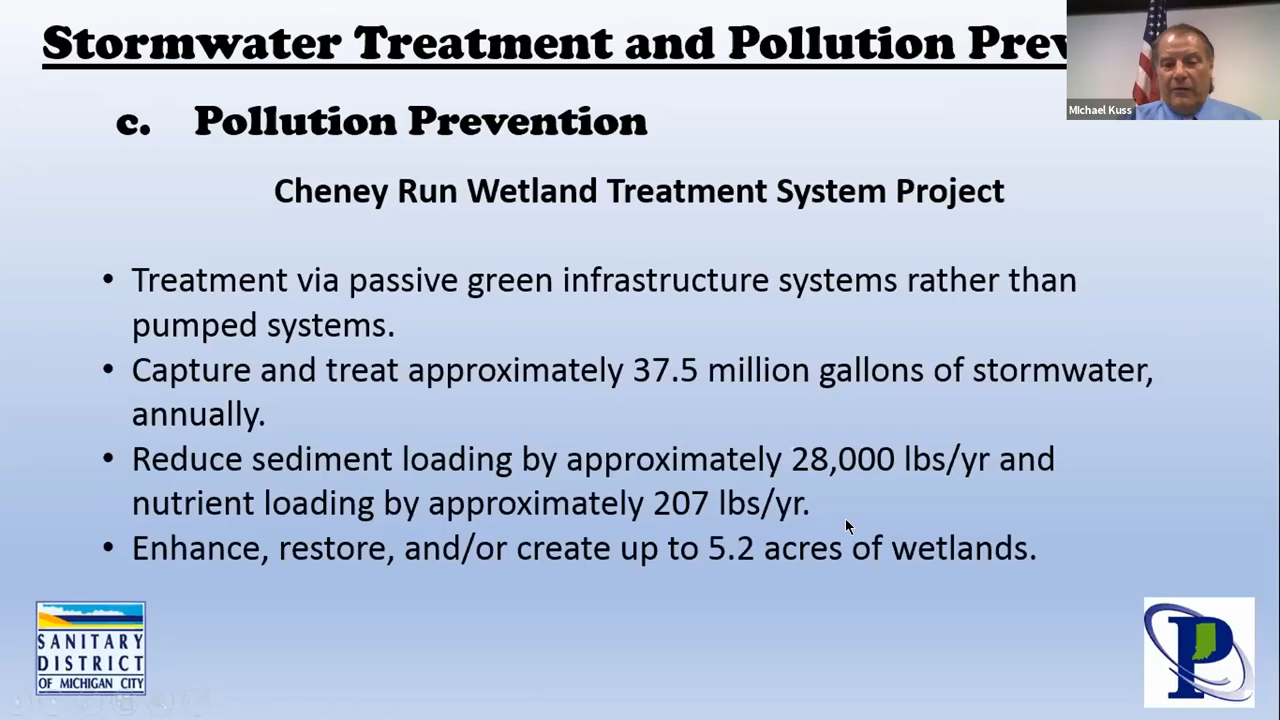 Stormwater Treatment and Pollution Prev
MIchael Kuss
c. Pollution Prevention
Cheney Run Wetland Treatment System Project
• Treatment via passive green infrastructure systems rather than
pumped systems.
• Capture and treat approximately 37.5 million gallons of stormwater,
annually.
• Reduce sediment loading by approximately 28,000 lbs/yr and
nutrient loading by approximately 207 lbs/yr.
• Enhance, restore, and/or create up to 5.2 acres of wetlands.
SANITARY
DISTRICT
OF MICHIGAN CITY
P